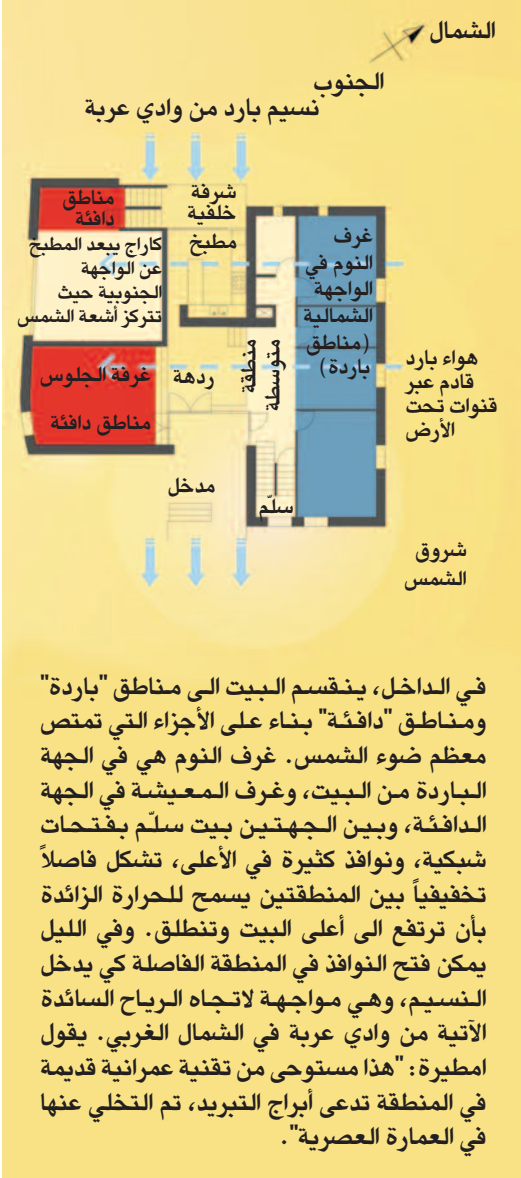 الشمال
الجنوب
نسيم بارد من وادي عربة
شرفة
خلفية
مناطق
دافئة
مطبخ
غرف
النوم في
الواجهة
الشمالية
(مناطق
باردة)
كاراج يبعد المطبخ
عن الواجهة
الجنوبية حيث
تتركز أشعة الشمس
هواء بارد
قادم عبر
قنوات تحت
الأرض
منطقة
متوسطة
ردهة
غرفة الجلوس
مناطق دافئة
مدخل
سلّم
شروق
الشمس
في الداخل، ينقسم البيت الى مناطق "باردة"
ومناطق "دافئة" بناء على الأجزاء التي تمتص
معظم ضوء الشمس. غرف النوم هي في الجهة
الباردة من البيت، وغرف المعيشة في الجهة
الدافئة، وبين الجهتين بيت سلّم بفتحات
شبكية، ونوافذ كثيرة في الأعلى، تشكل فاصلاً
تخفيفياً بين المنطقتين يسمح للحرارة الزائدة
بأن ترتفع الى أعلى البيت وتنطلق. وفي الليل
يمكن فتح النوافذ في المنطقة الفاصلة كي يدخل
النسيم، وهي مواجهة لاتجاه الرياح السائدة
الآتية من وادي عربة في الشمال الغربي. يقول
امطيرة: "هذا مستوحى من تقنية عمرانية قديمة
في المنطقة تدعى أبراج التبريد، تم التخلي عنها
في العمارة العصرية".